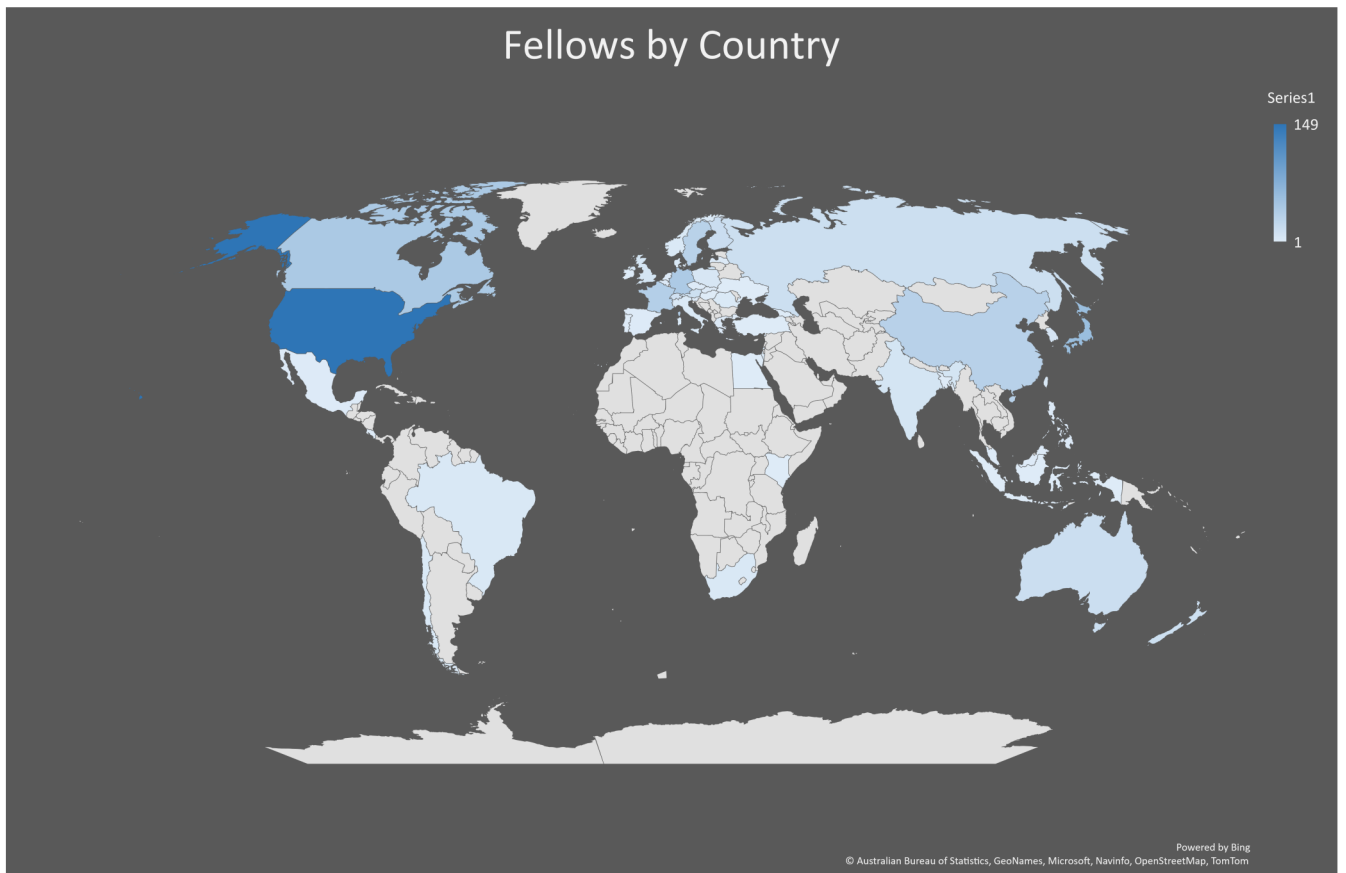 Fellows by Country
Series1
149
1
Powered by Bing
© Australian Bureau of Statistics, GeoNames, Microsoft, Navinfo, OpenStreetMap, TomTom